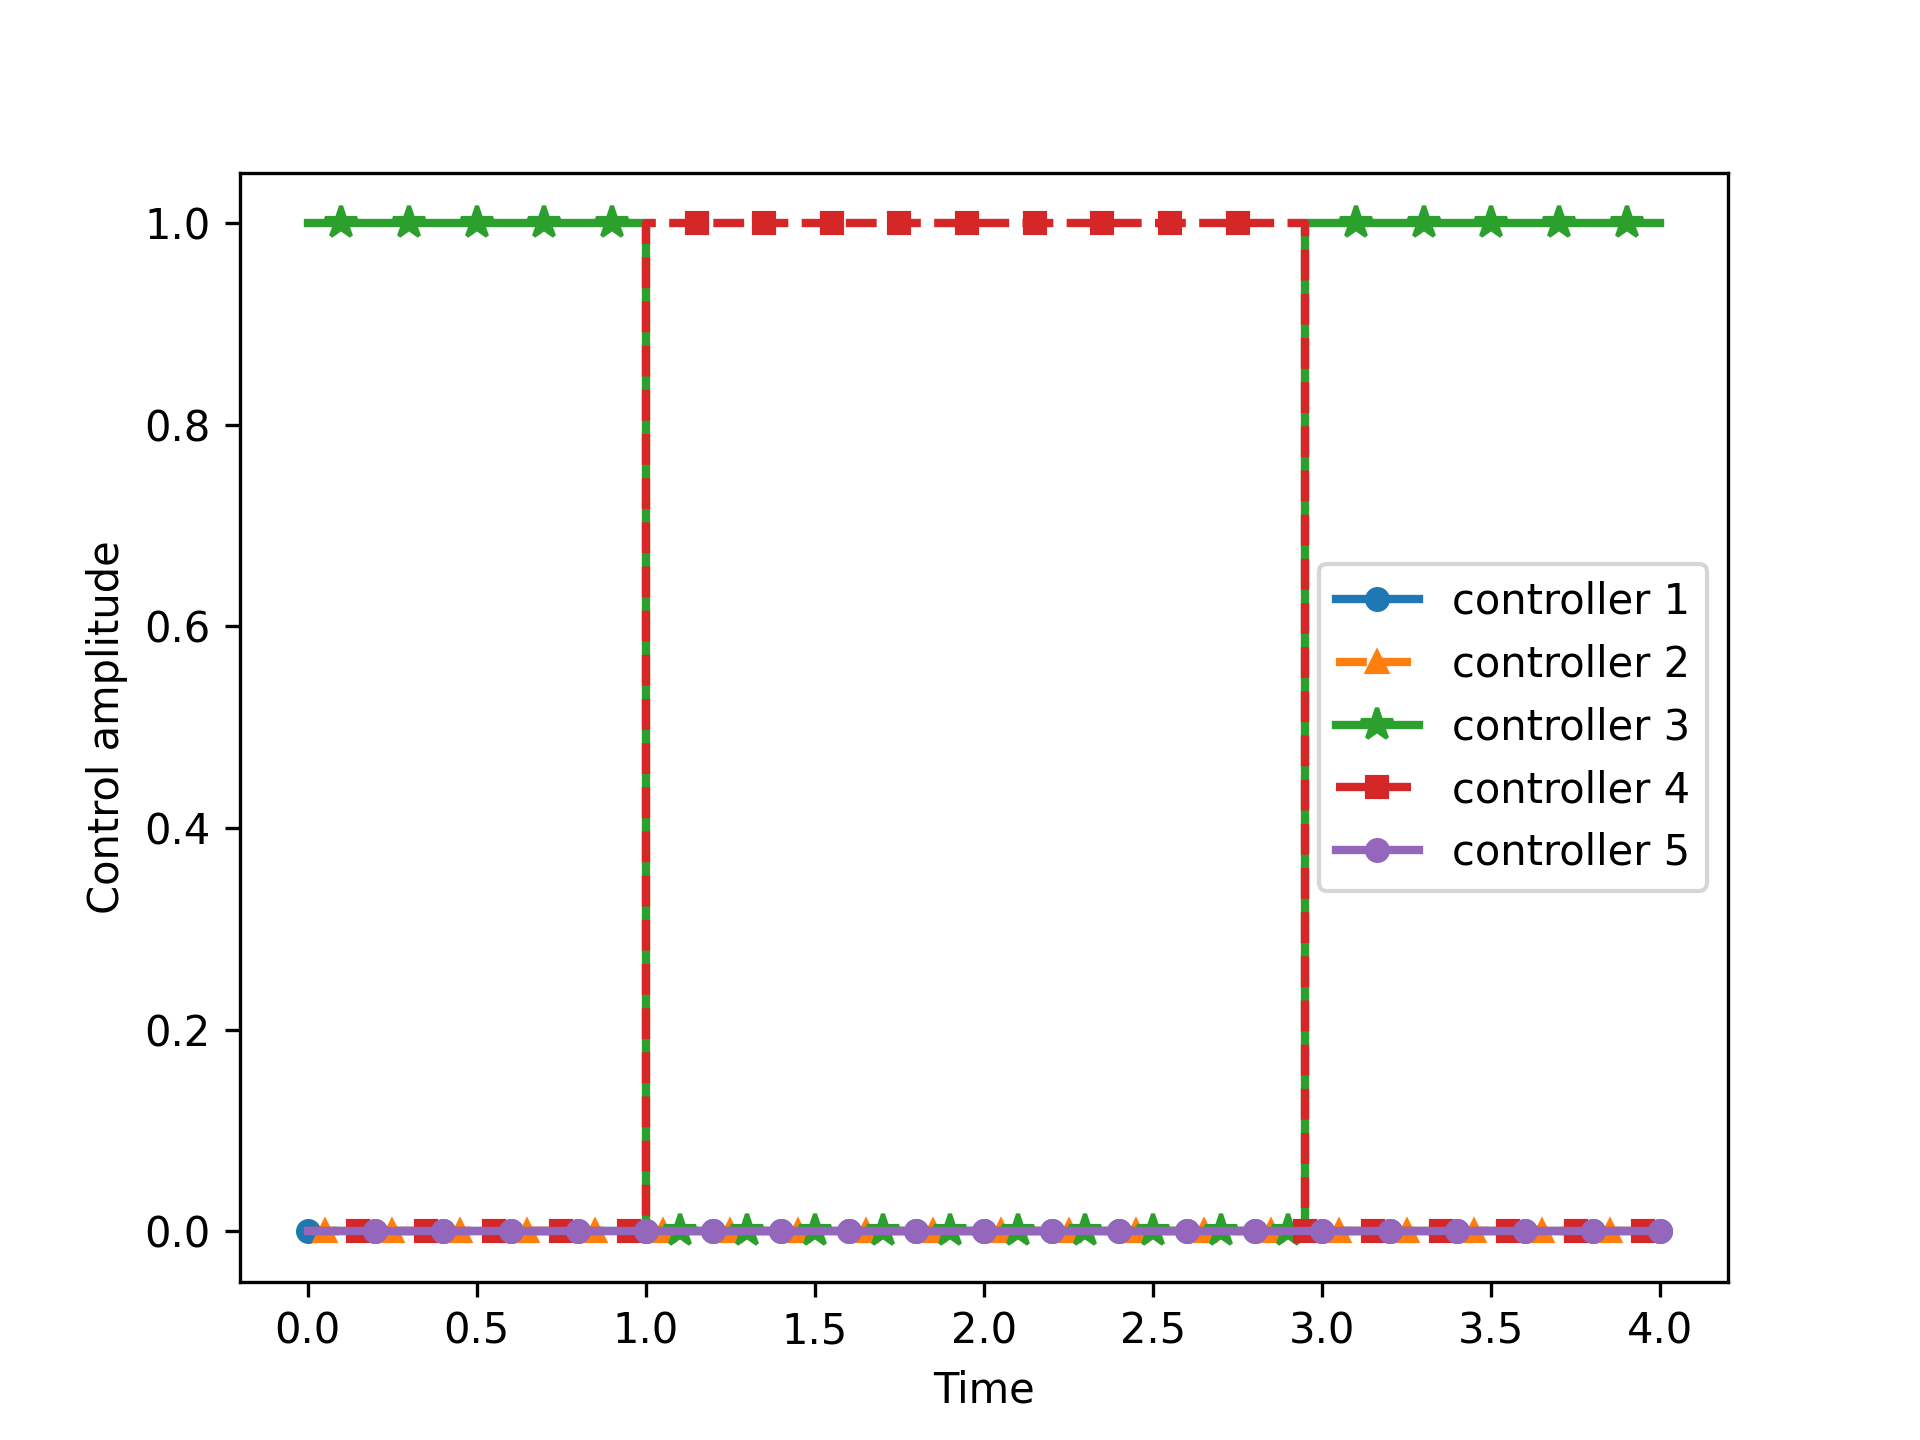 1.0
0.8
0.6
0.4
0.2
0.0
Control amplitude
controller 1
controller 2
controller 3
controller 4
controller 5
0.0 0.5 1.0 1.5 2.0 2.5 3.0 3.5 4.0
Time